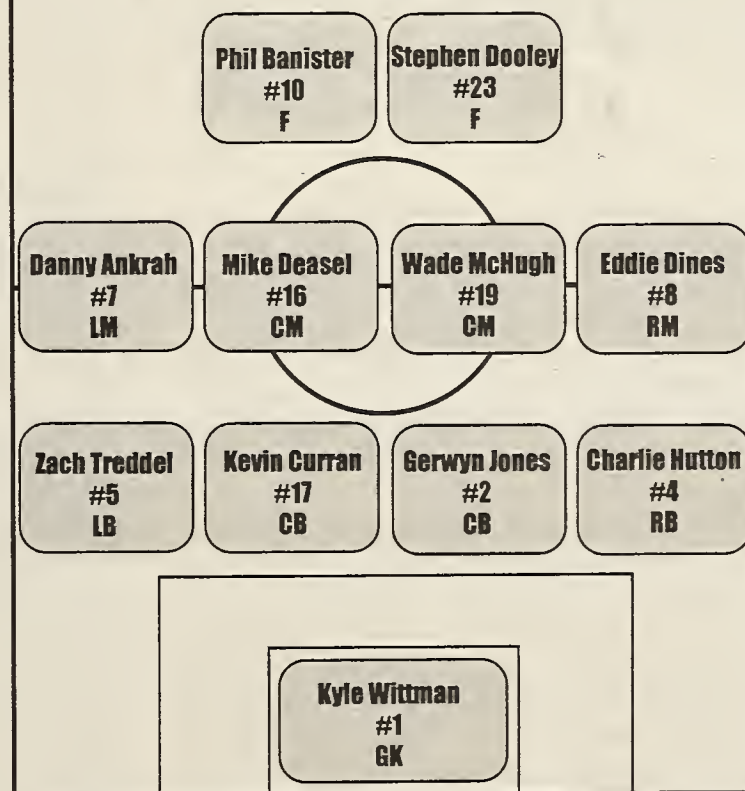 Phil Banister
#10
F
Stephen Dooley
#23
F
Danny Ankrah
#7
LM
Mike Deasel
#16
CM
Wade McHugh
#19
CM
Eddie Dines
#8
RM
Zach Treddel
#5
LB
Kevin Curran
#17
CB
Gerwyn Jones
#2
CB
Charlie Hutton
#4
RB
Kyle Wittman
#1
GK